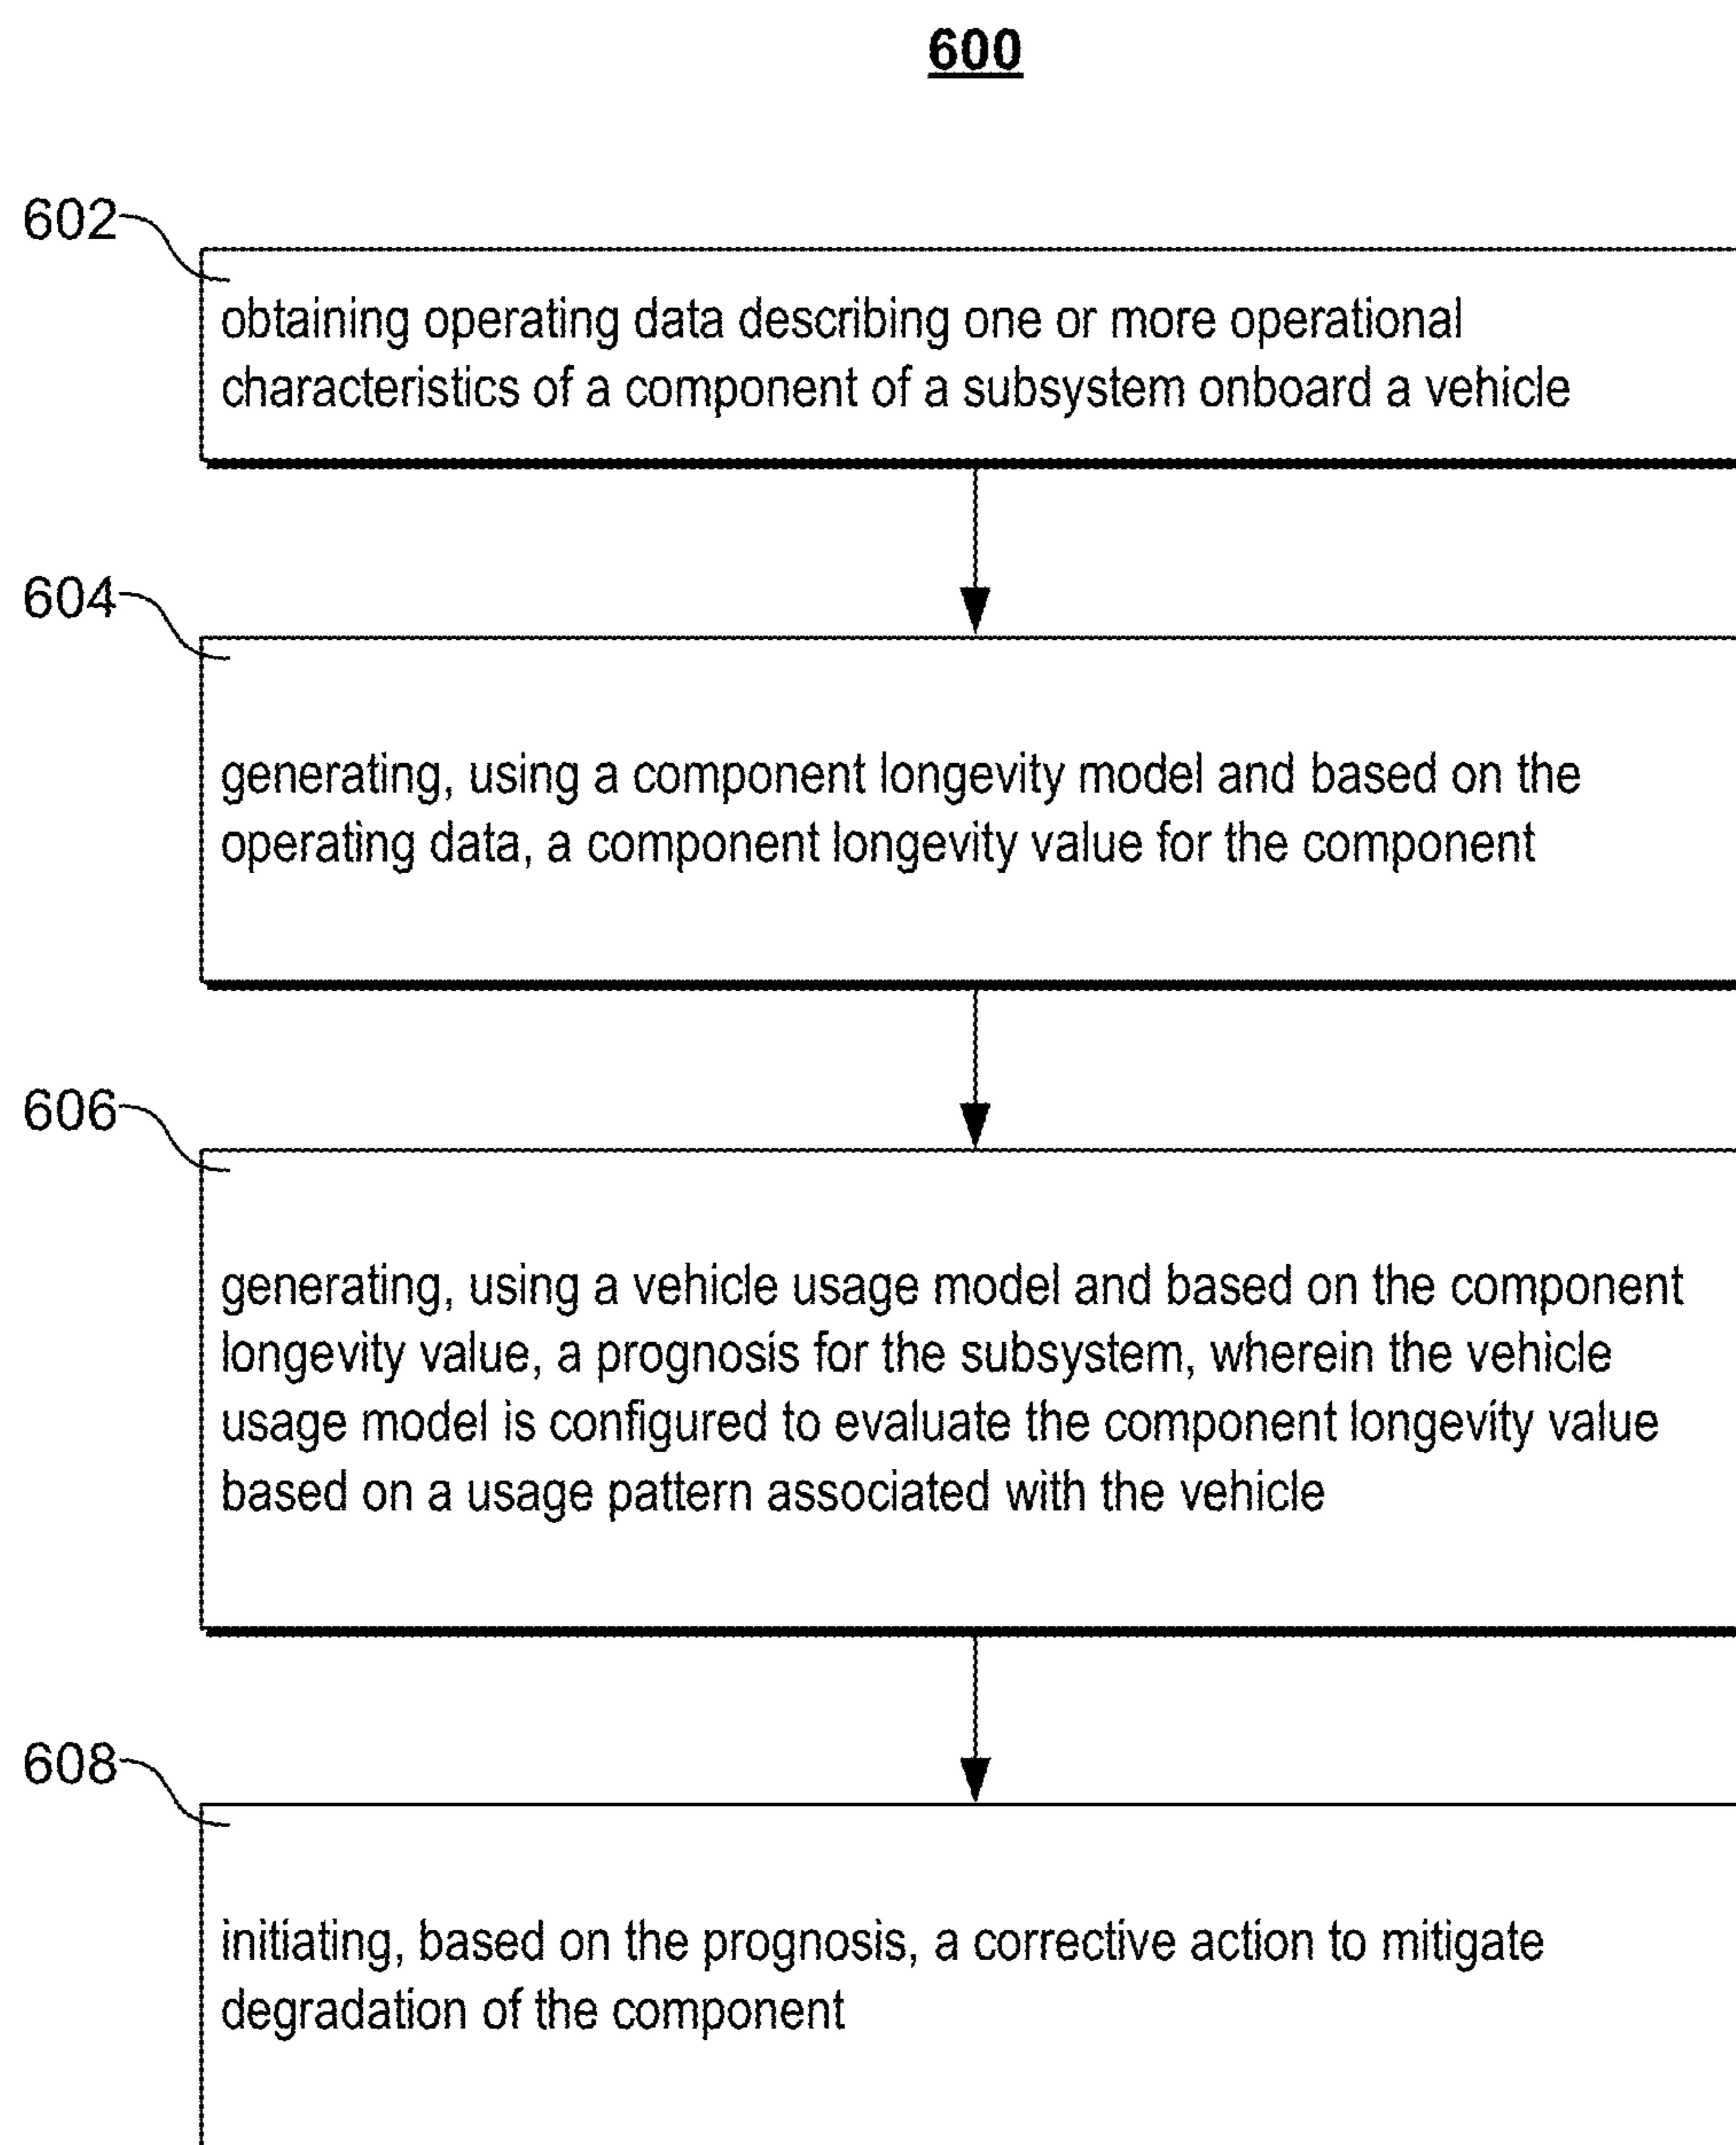 600
602
obtaining operating data describing one or more operational
characteristics of a component of a subsystem onboard a vehicle
604
generating, using a component longevity model and based on the
operating data, a component longevity value for the component
606
generating, using a vehicle usage model and based on the component
longevity value, a prognosis for the subsystem, wherein the vehicle
usage model is configured to evaluate the component longevity value
based on a usage pattern associated with the vehicle
608
initiating, based on the prognosis, a corrective action to mitigate
degradation of the component